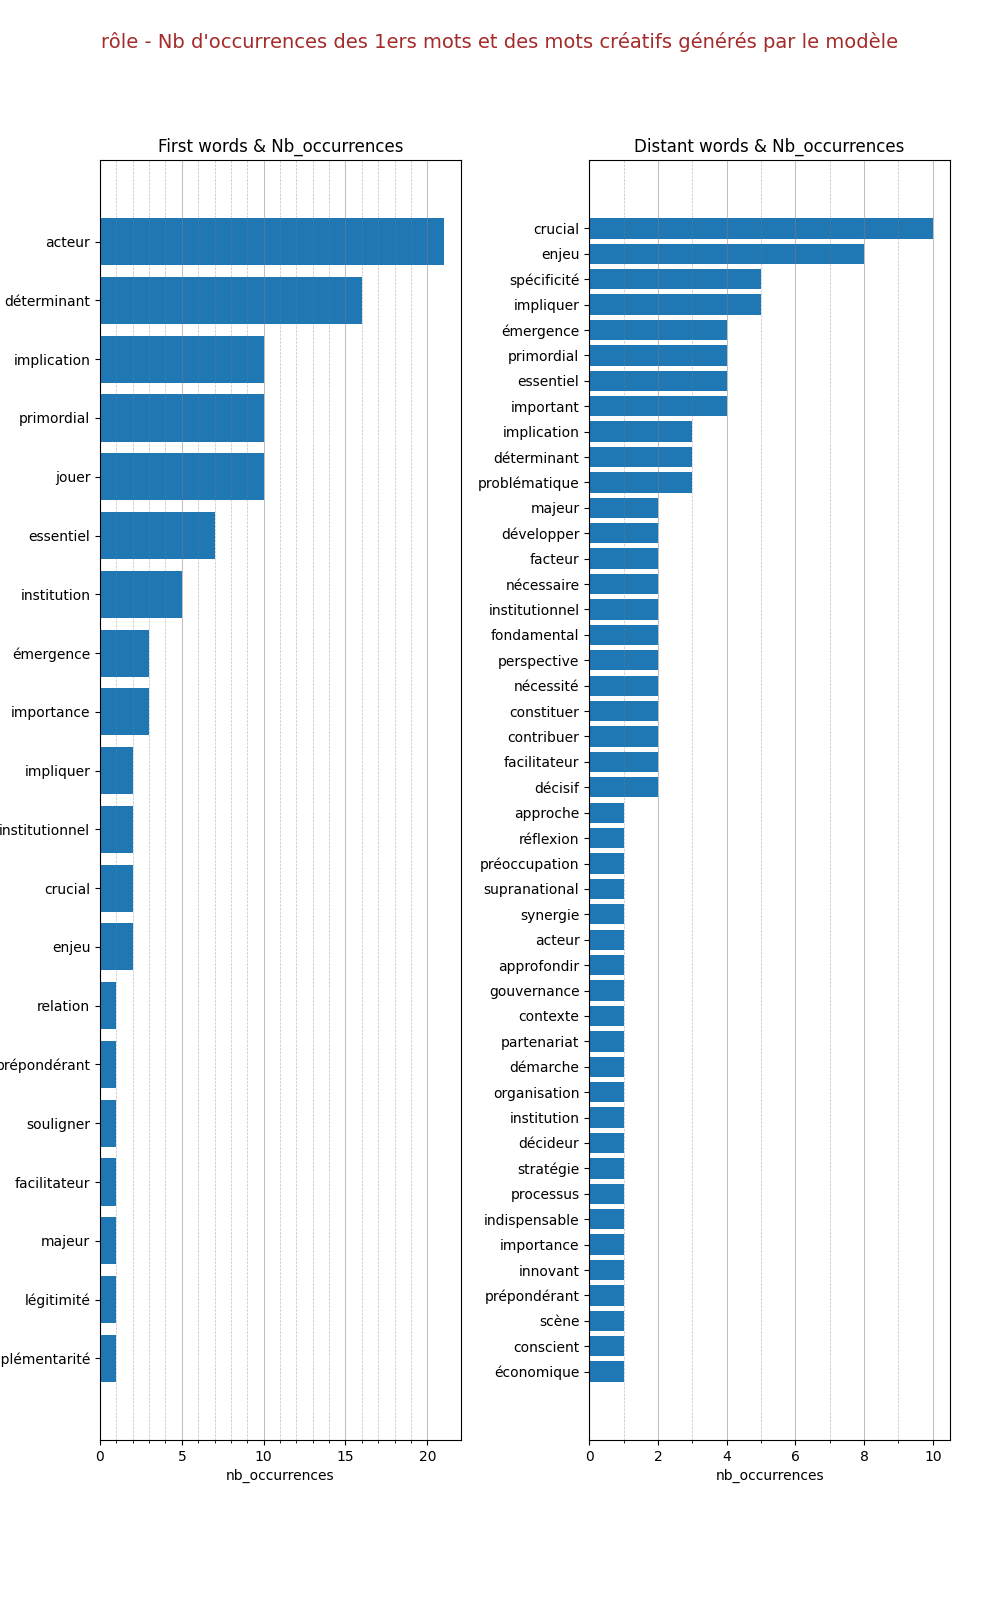 rôle - Nb d'occurrences des 1ers mots et des mots créatifs générés par le modèle
First words & Nb_occurrences
acteur
déterminant
implication
primordial
jouer
essentiel
institution
émergence
importance
impliquer
institutionnel
crucial
enjeu
relation
prépondérant
souligner
facilitateur
majeur
légitimité
plémentarité
0 5 10 15 20
nb_occurrences
Distant words & Nb_occurrences
crucial
enjeu
spécificité
impliquer
émergence
primordial
essentiel
important
implication
déterminant
problématique
majeur
développer
facteur
nécessaire
institutionnel
fondamental
perspective
nécessité
constituer
contribuer
facilitateur
décisif
approche
réflexion
préoccupation
supranational
synergie
acteur
approfondir
gouvernance
contexte
partenariat
démarche
organisation
institution
décideur
stratégie
processus
indispensable
importance
innovant
prépondérant
scène
conscient
économique
0 2 4 6 8 10
nb_occurrences